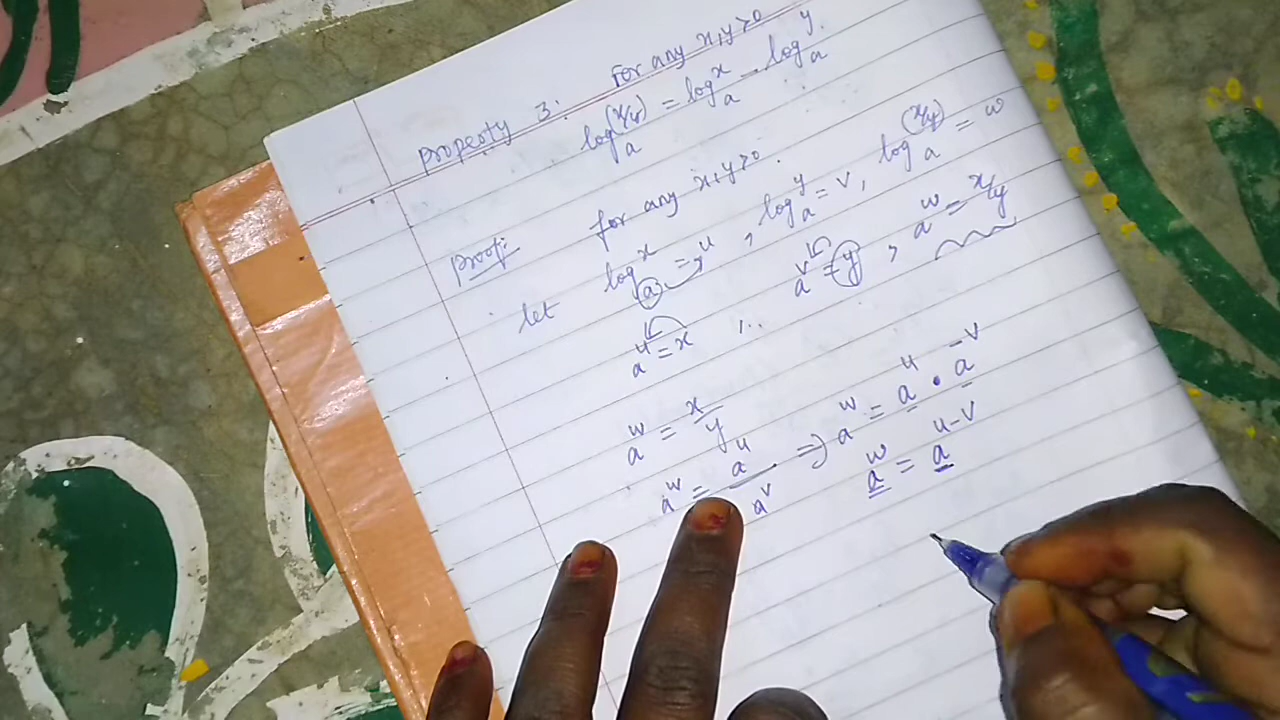 Property 3: For any x,y>0
log_a^(x/y) = log_a^x - log_a^y.
Proof: for any x,y>0.
let log_a^x = u, log_a^y = v, log_a^(x/y) = w
a^u = x, a^v = y, a^w = x/y
a^w = x/y
a^w = a^u/a^v ⇒ a^w = a^u • a^-v
a^w = a^u-v